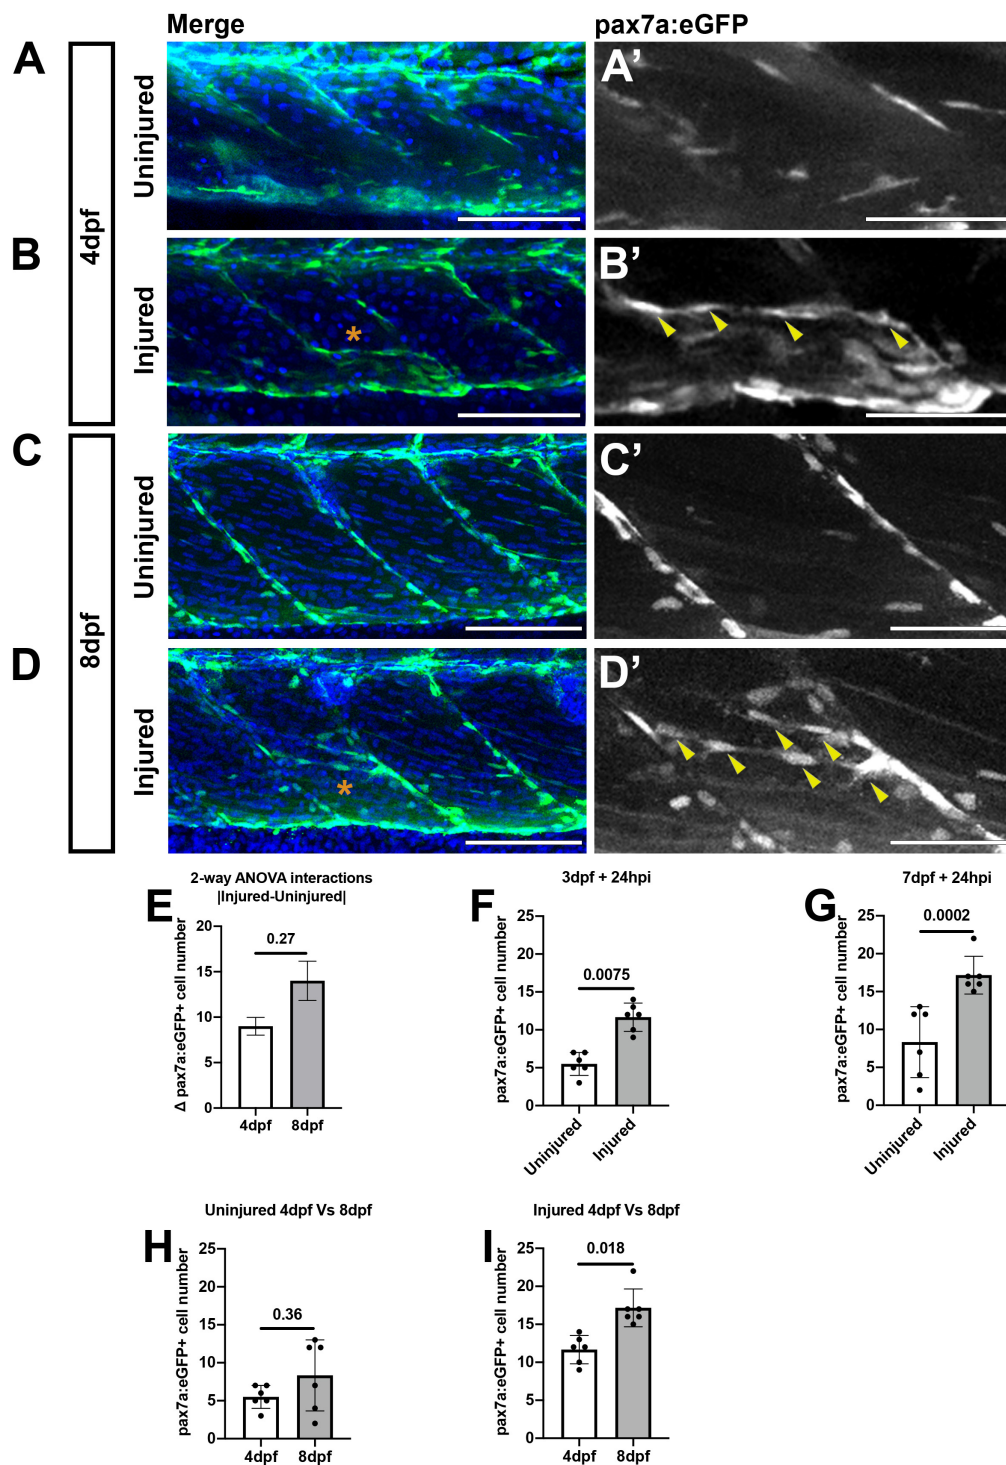 Merge
pax7a:eGFP
A
A’
4dpf
Uninjured
B
B’
Injured
*
C
C’
8dpf
Uninjured
D
D’
Injured
*
E
2-way ANOVA interactions
|Injured-Uninjured|
Δ pax7a:eGFP+ cell number
20
15
10
5
0
0.27
4dpf
8dpf
F
3dpf + 24hpi
pax7a:eGFP+ cell number
25
20
15
10
5
0
0.0075
Uninjured
Injured
G
7dpf + 24hpi
pax7a:eGFP+ cell number
25
20
15
10
5
0
0.0002
Uninjured
Injured
H
Uninjured 4dpf Vs 8dpf
pax7a:eGFP+ cell number
25
20
15
10
5
0
0.36
4dpf
8dpf
I
Injured 4dpf Vs 8dpf
pax7a:eGFP+ cell number
25
20
15
10
5
0
0.018
4dpf
8dpf